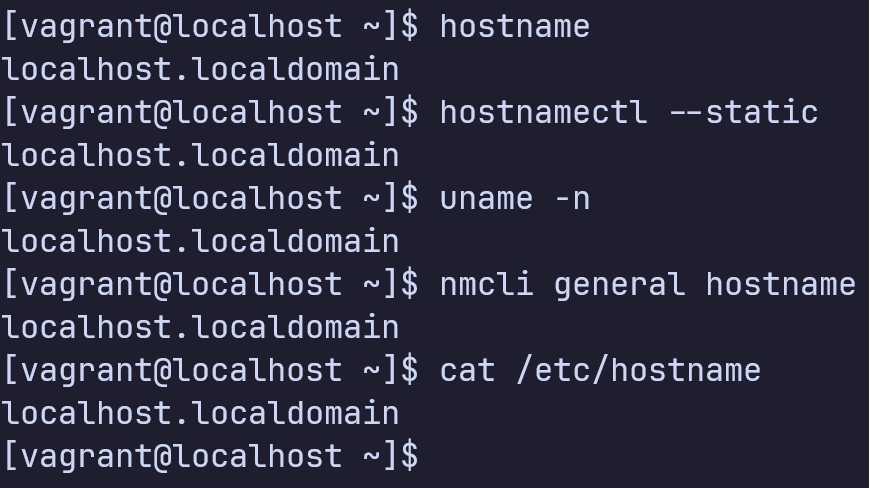 [vagrant@localhost ~]$ hostname
localhost.localdomain
[vagrant@localhost ~]$ hostnamectl --static
localhost.localdomain
[vagrant@localhost ~]$ uname -n
localhost.localdomain
[vagrant@localhost ~]$ nmcli general hostname
localhost.localdomain
[vagrant@localhost ~]$ cat /etc/hostname
localhost.localdomain
[vagrant@localhost ~]$